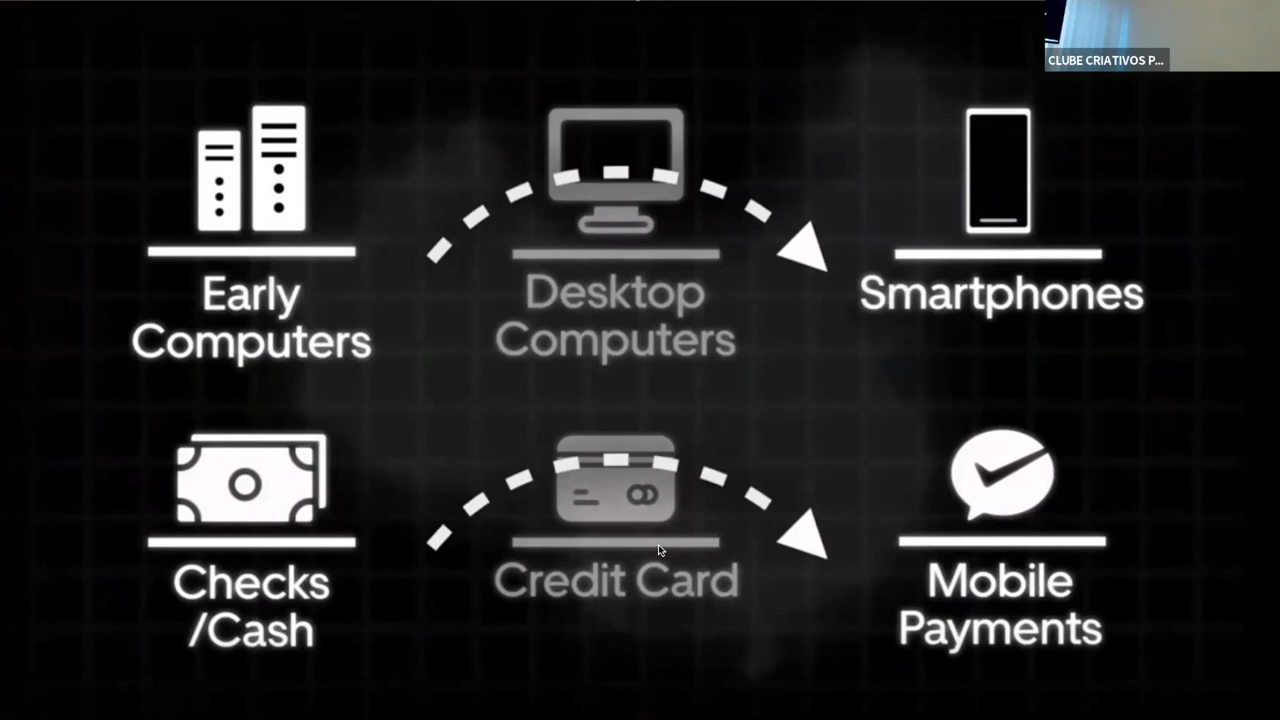 CLUBE CRIATIVOS P...
Early
Computers
Desktop
Computers
Smartphones
Checks
/Cash
Credit Card
Mobile
Payments